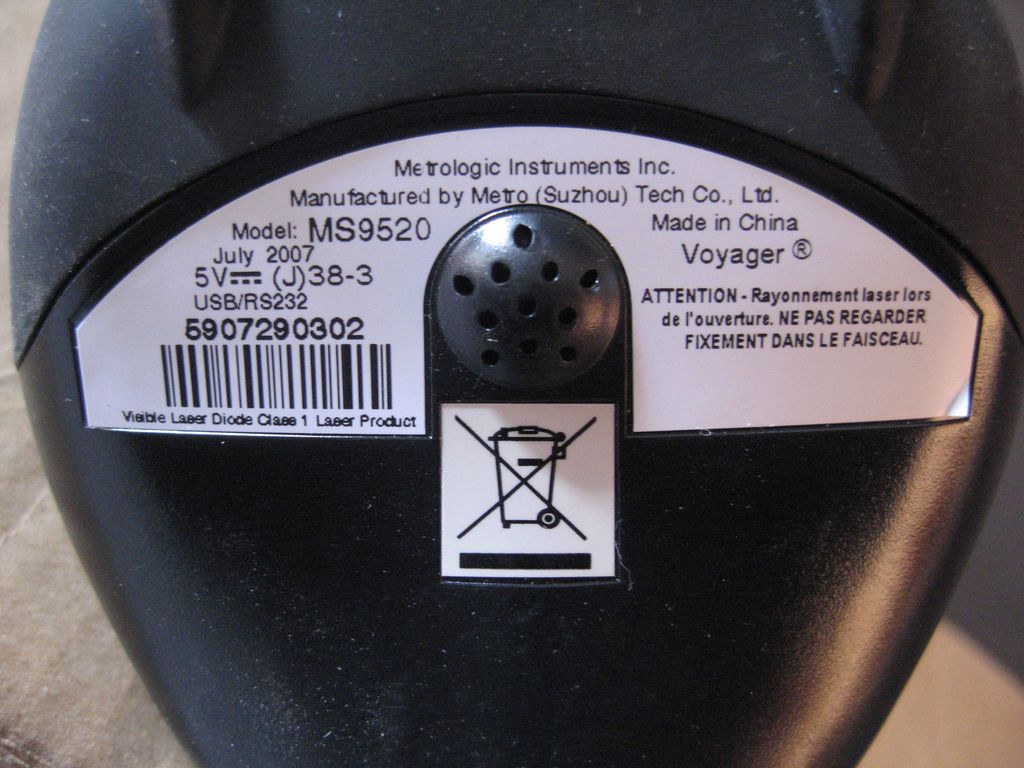 Metrologic Instruments Inc.
Manufactured by Metro (Suzhou) Tech Co., Ltd.
Model: MS9520
July 2007
5V⎓ (J)38-3
USB/RS232
5907290302
Visible Laser Diode Class 1 Laser Product
Made in China
Voyager ®
ATTENTION - Rayonnement laser lors
de l'ouverture. NE PAS REGARDER
FIXEMENT DANS LE FAISCEAU.